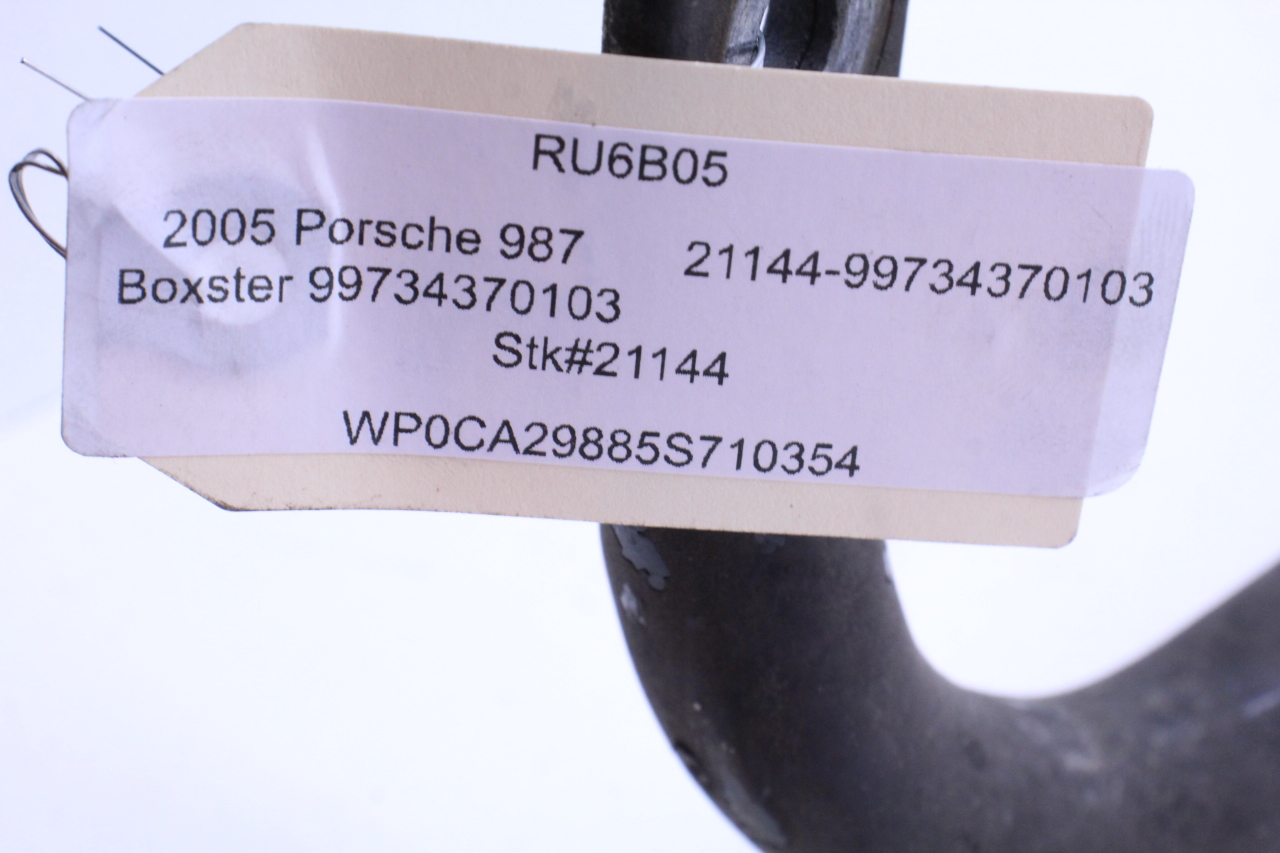 RU6B05
2005 Porsche 987
Boxster 99734370103
21144-99734370103
Stk#21144
WP0CA29885S710354